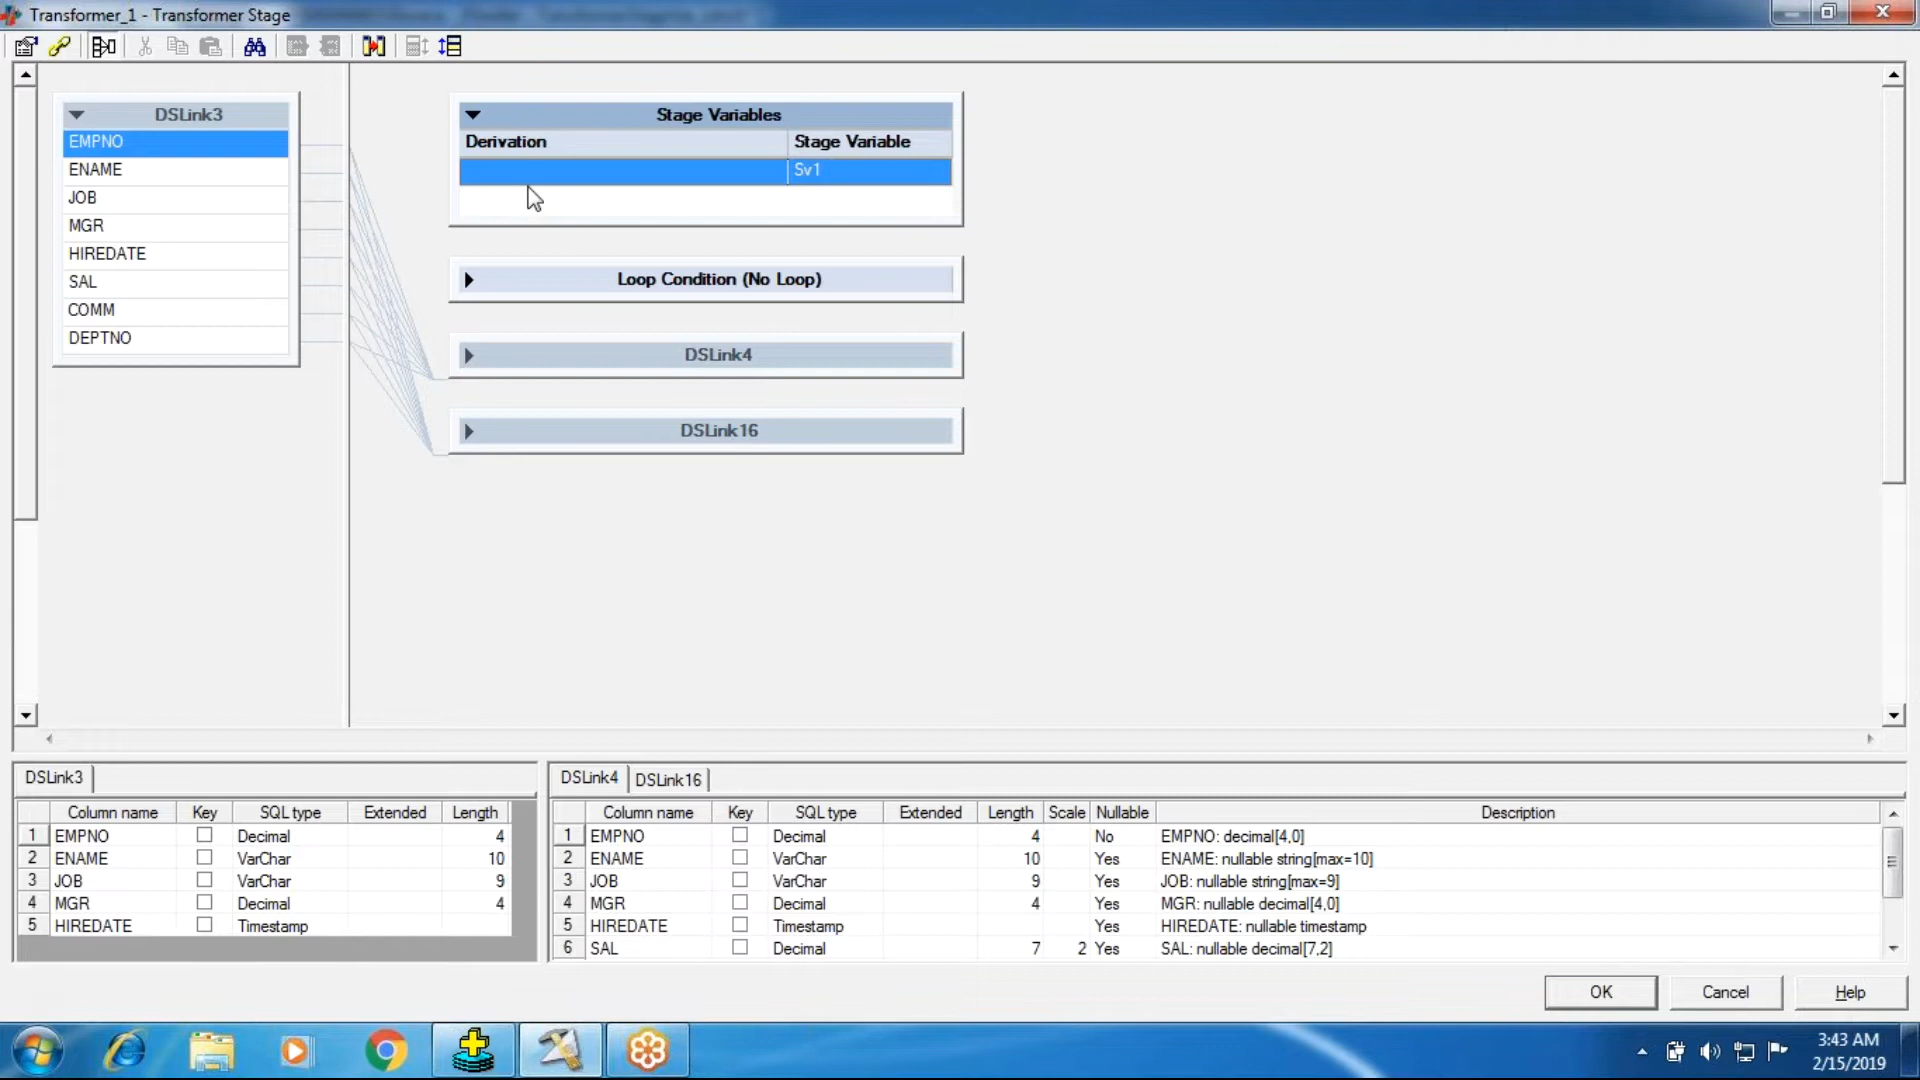 Transformer_1 - Transformer Stage
DSLink3
EMPNO
ENAME
JOB
MGR
HIREDATE
SAL
COMM
DEPTNO
Stage Variables
Derivation Stage Variable
Sv1
Loop Condition (No Loop)
DSLink4
DSLink16
DSLink3
Column name Key SQL type Extended Length
1 EMPNO Decimal 4
2 ENAME VarChar 10
3 JOB VarChar 9
4 MGR Decimal 4
5 HIREDATE Timestamp
DSLink4 DSLink16
Column name Key SQL type Extended Length Scale Nullable Description
1 EMPNO Decimal 4 No EMPNO: decimal[4,0]
2 ENAME VarChar 10 Yes ENAME: nullable string[max=10]
3 JOB VarChar 9 Yes JOB: nullable string[max=9]
4 MGR Decimal 4 Yes MGR: nullable decimal[4,0]
5 HIREDATE Timestamp Yes HIREDATE: nullable timestamp
6 SAL Decimal 7 2 Yes SAL: nullable decimal[7,2]
OK Cancel Help
3:43 AM
2/15/2019